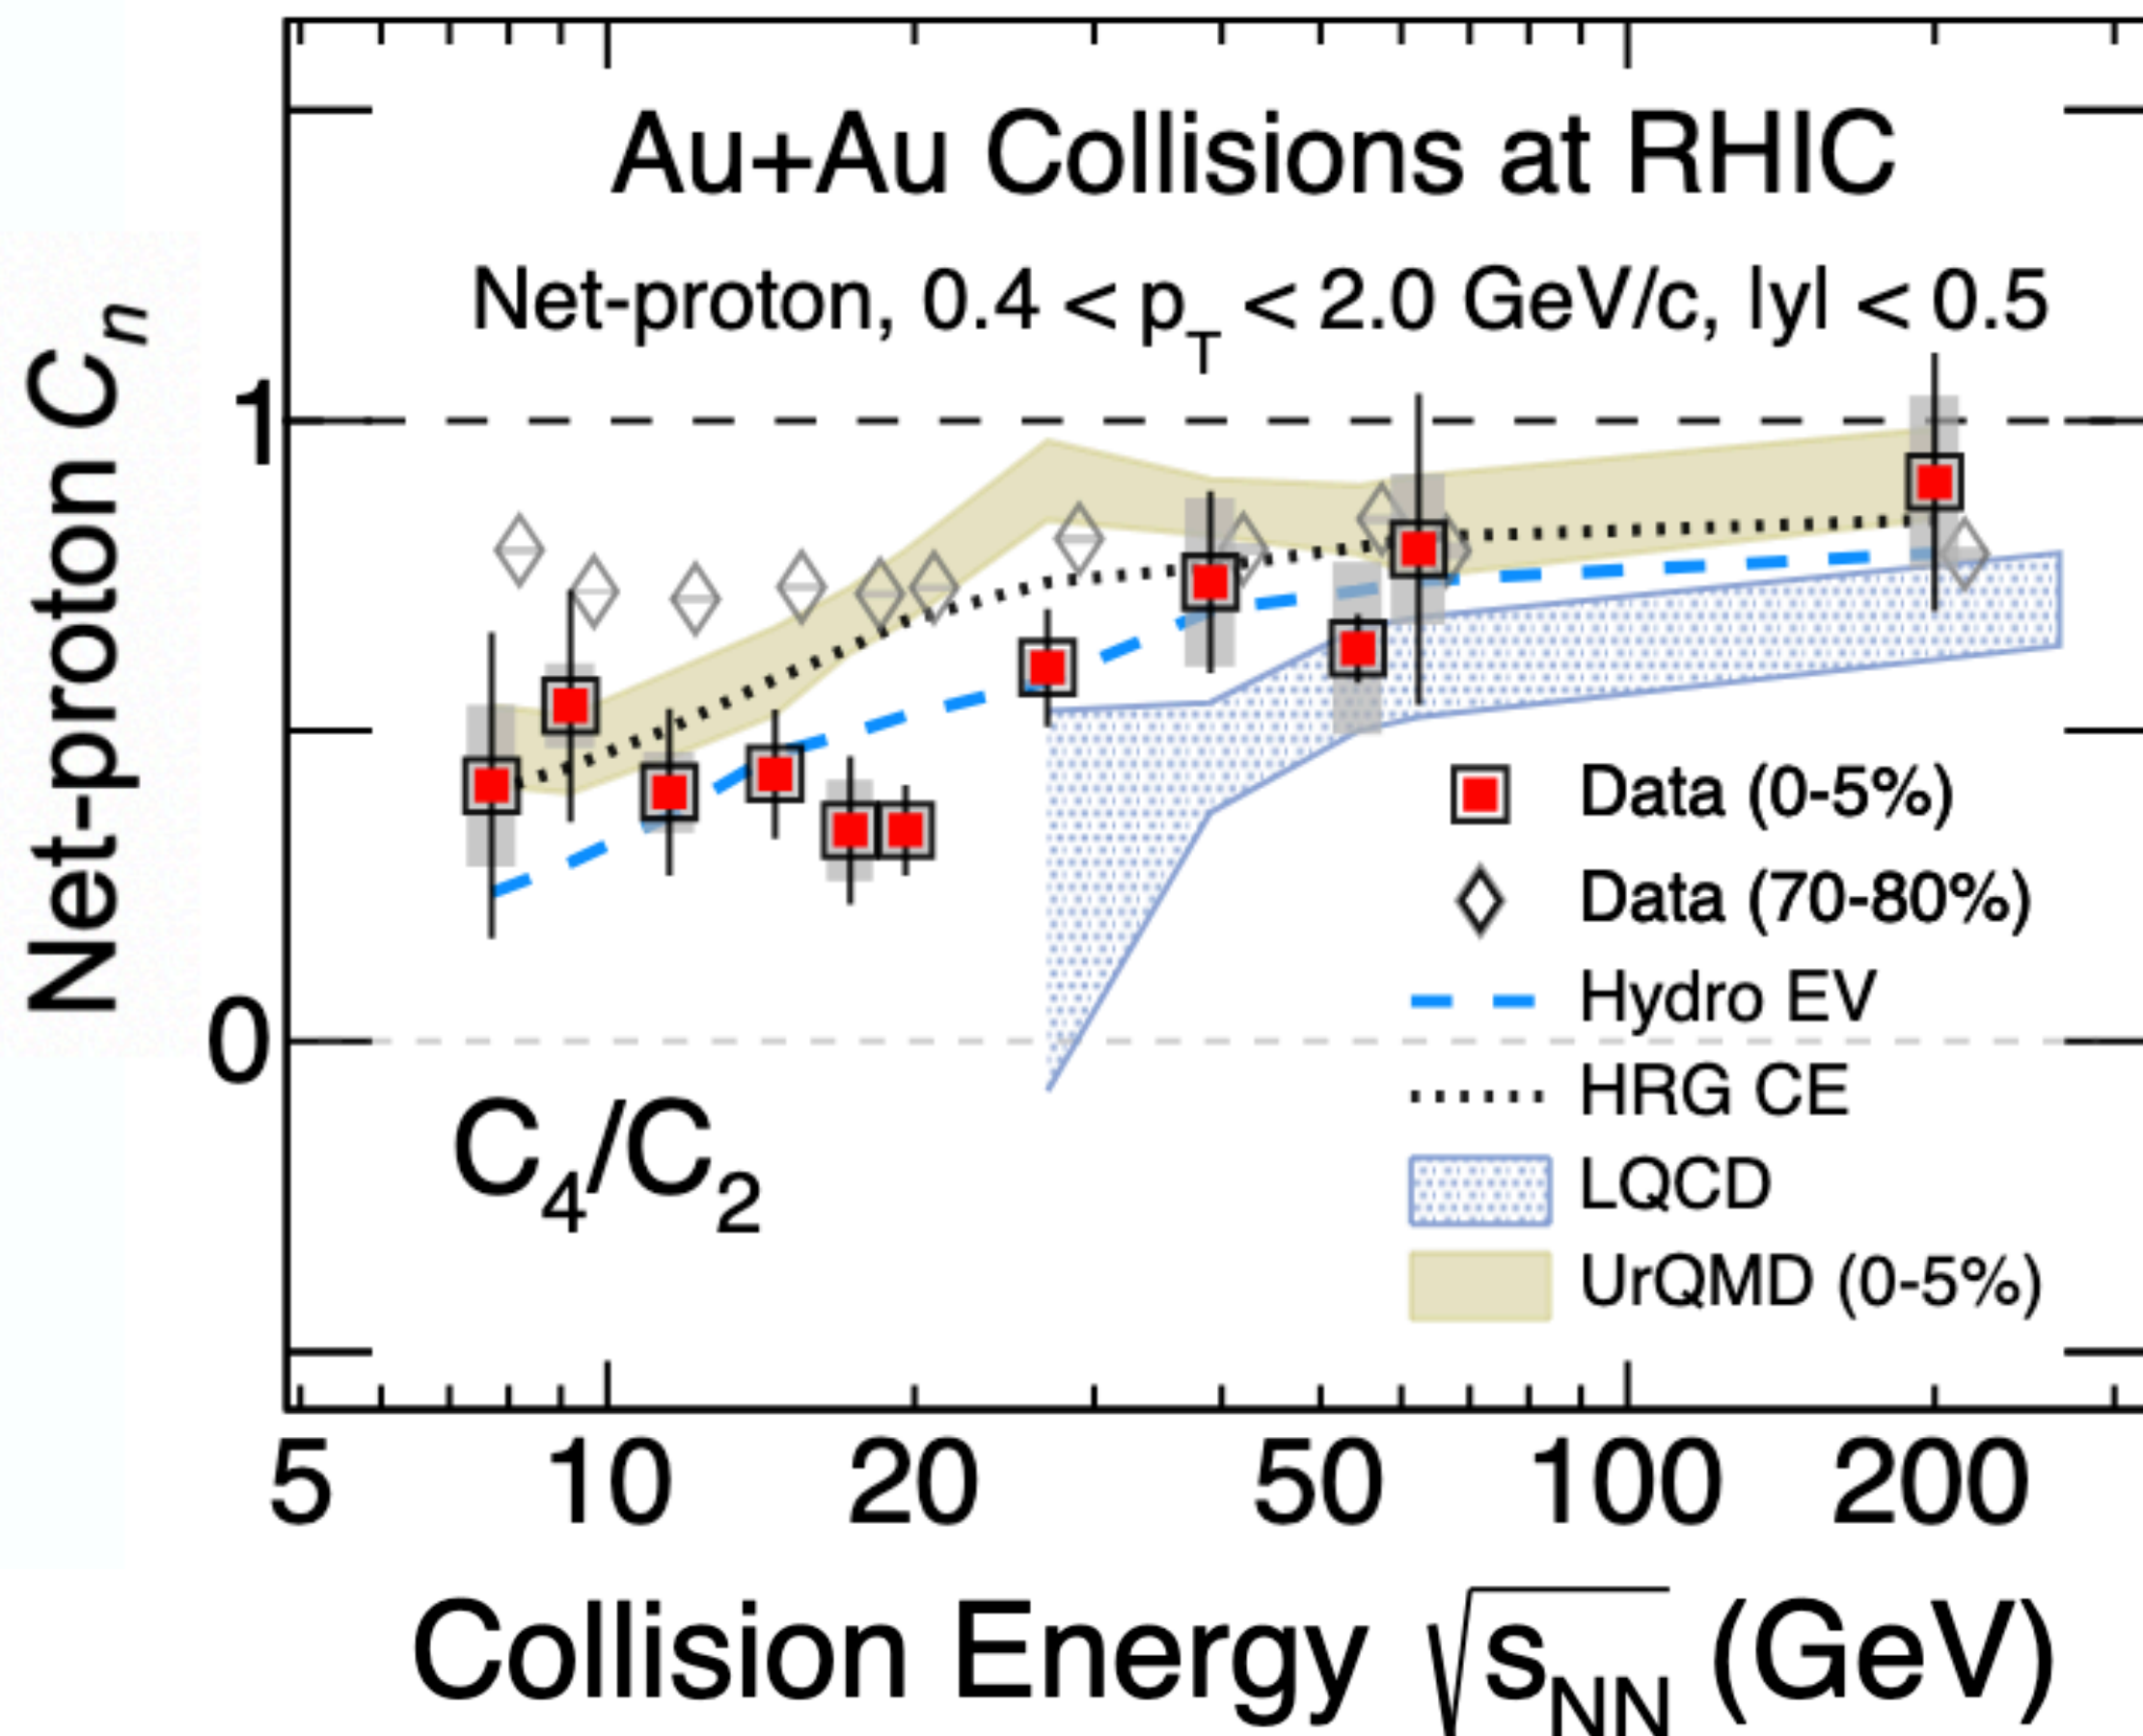 Au+Au Collisions at RHIC
Net-proton, 0.4 < p_T < 2.0 GeV/c, |y| < 0.5
Net-proton C_n
1
0
Data (0-5%)
Data (70-80%)
Hydro EV
HRG CE
LQCD
UrQMD (0-5%)
C_4/C_2
5 10 20 50 100 200
Collision Energy √s_NN (GeV)